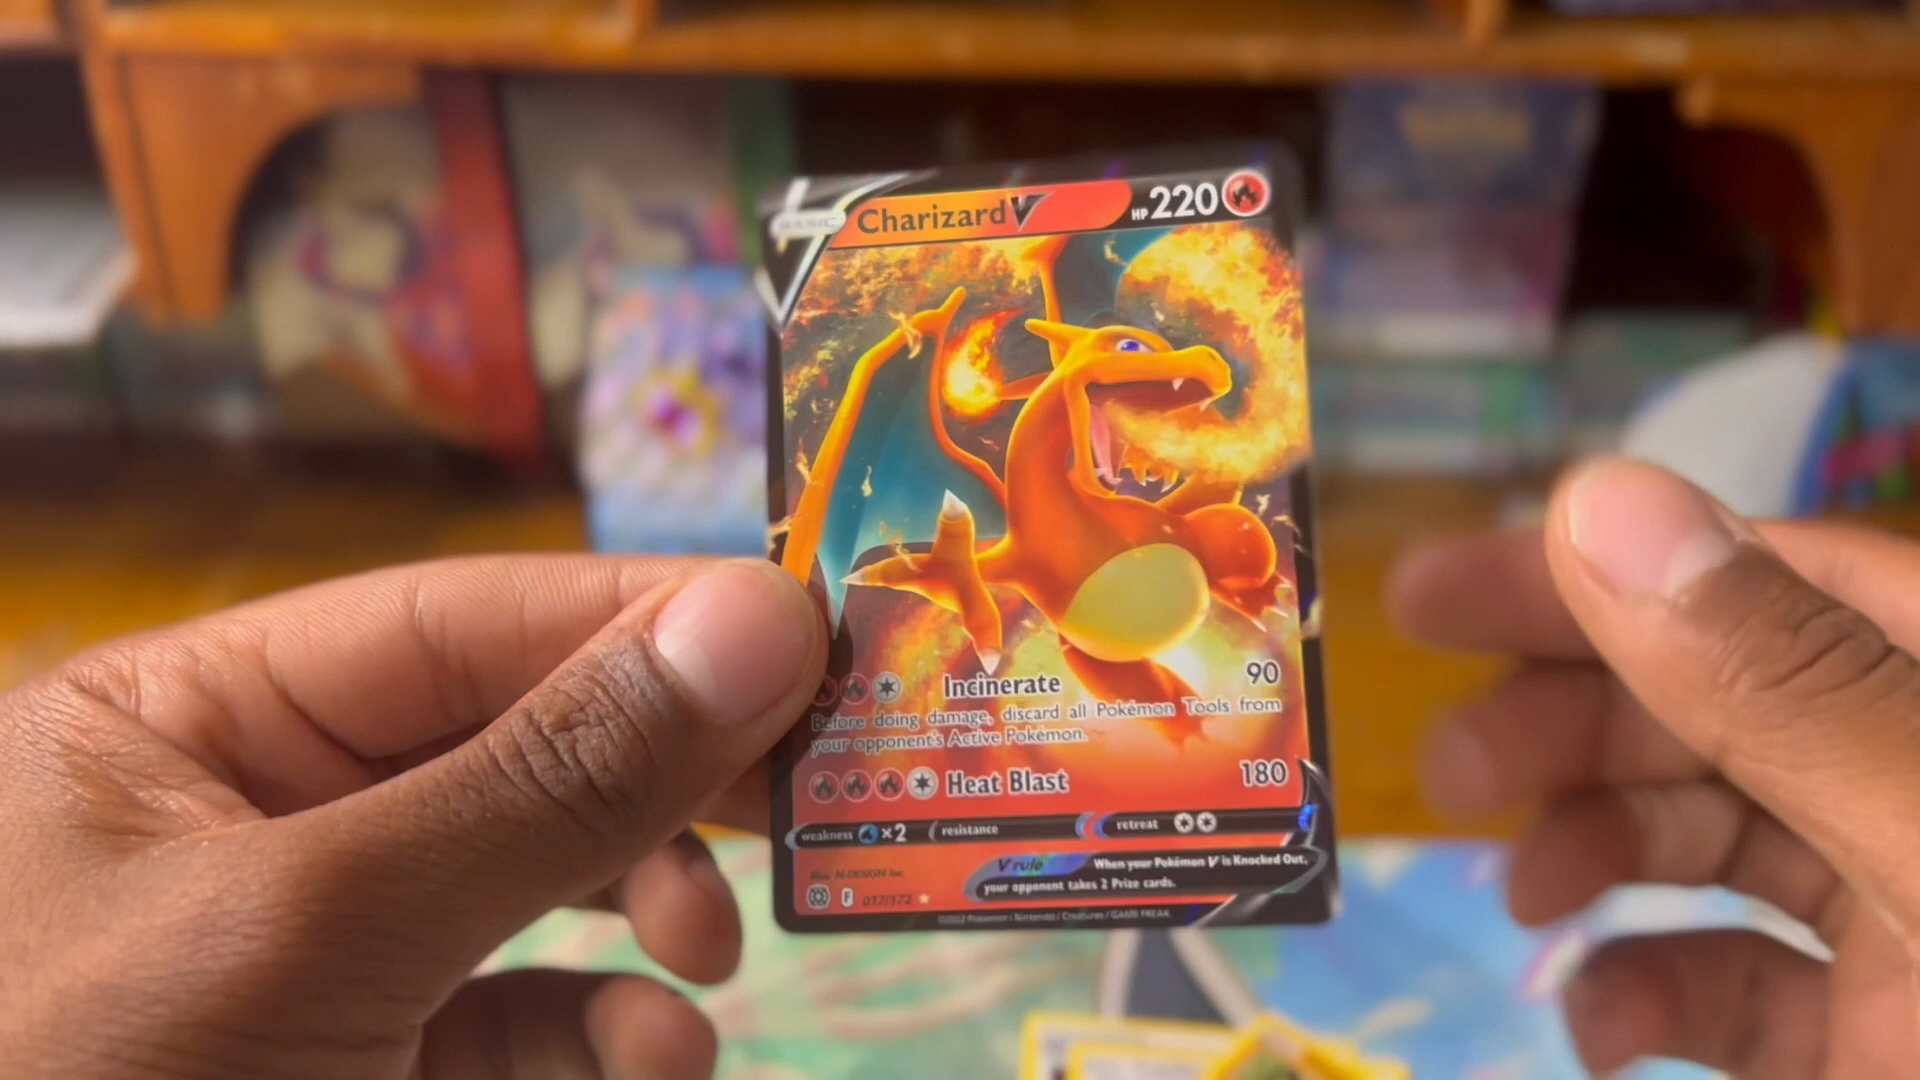 BASIC
Charizard V HP 220
Incinerate 90
Before doing damage, discard all Pokémon Tools from
your opponent's Active Pokémon.
Heat Blast 180
weakness ×2 resistance retreat
V rule When your Pokémon V is Knocked Out,
your opponent takes 2 Prize cards.
Illus. N-DESIGN Inc.
F 017/172
©2022 Pokémon / Nintendo / Creatures / GAME FREAK